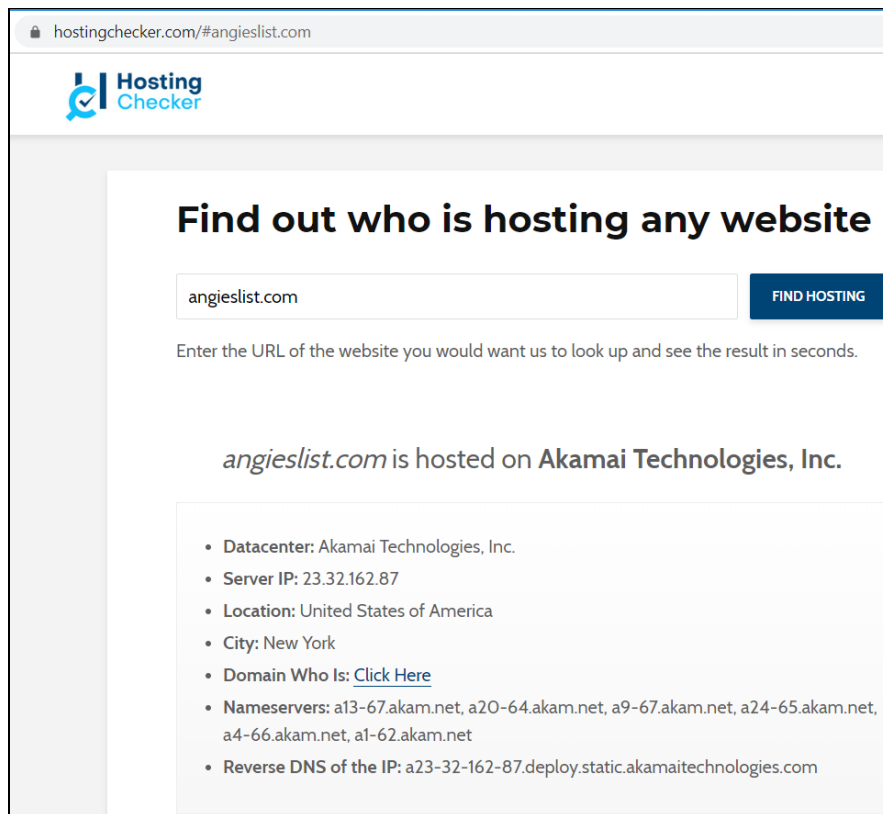 hostingchecker.com/#angieslist.com
Hosting
Checker
Find out who is hosting any website
angieslist.com
FIND HOSTING
Enter the URL of the website you would want us to look up and see the result in seconds.
angieslist.com is hosted on Akamai Technologies, Inc.
• Datacenter: Akamai Technologies, Inc.
• Server IP: 23.32.162.87
• Location: United States of America
• City: New York
• Domain Who Is: Click Here
• Nameservers: a13-67.akam.net, a20-64.akam.net, a9-67.akam.net, a24-65.akam.net,
a4-66.akam.net, a1-62.akam.net
• Reverse DNS of the IP: a23-32-162-87.deploy.static.akamaitechnologies.com